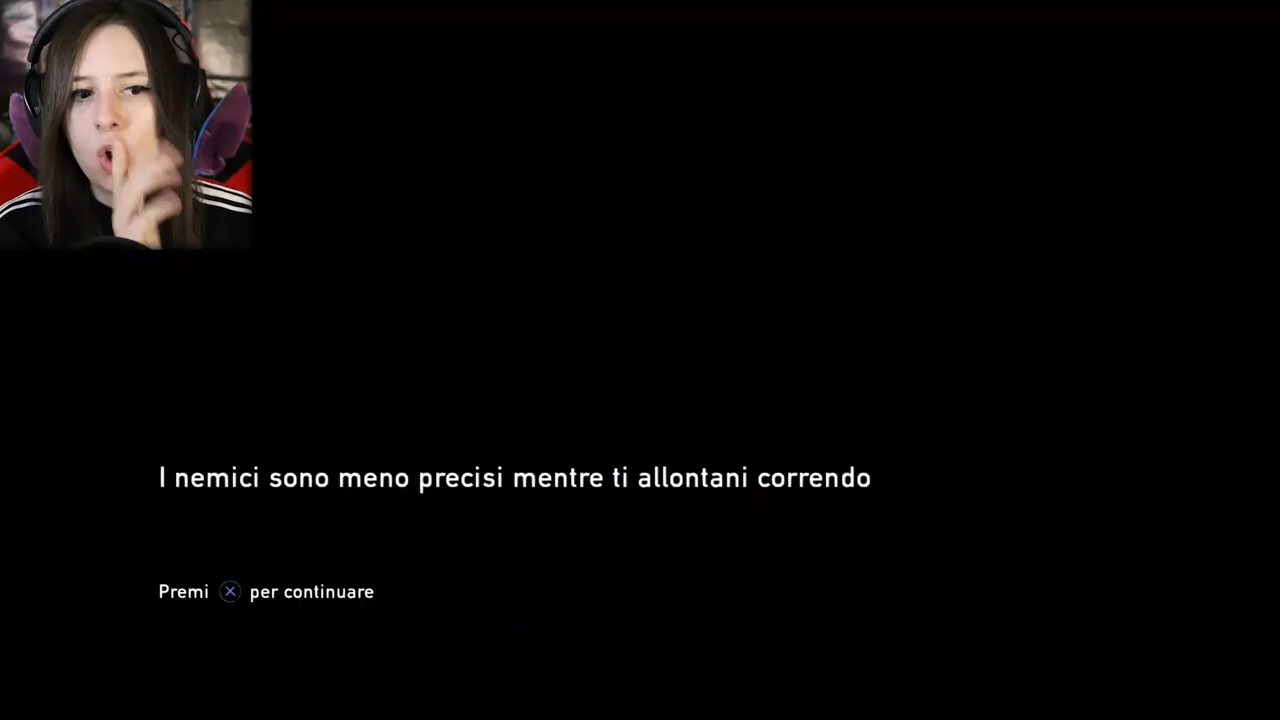 I nemici sono meno precisi mentre ti allontani correndo
Premi per continuare